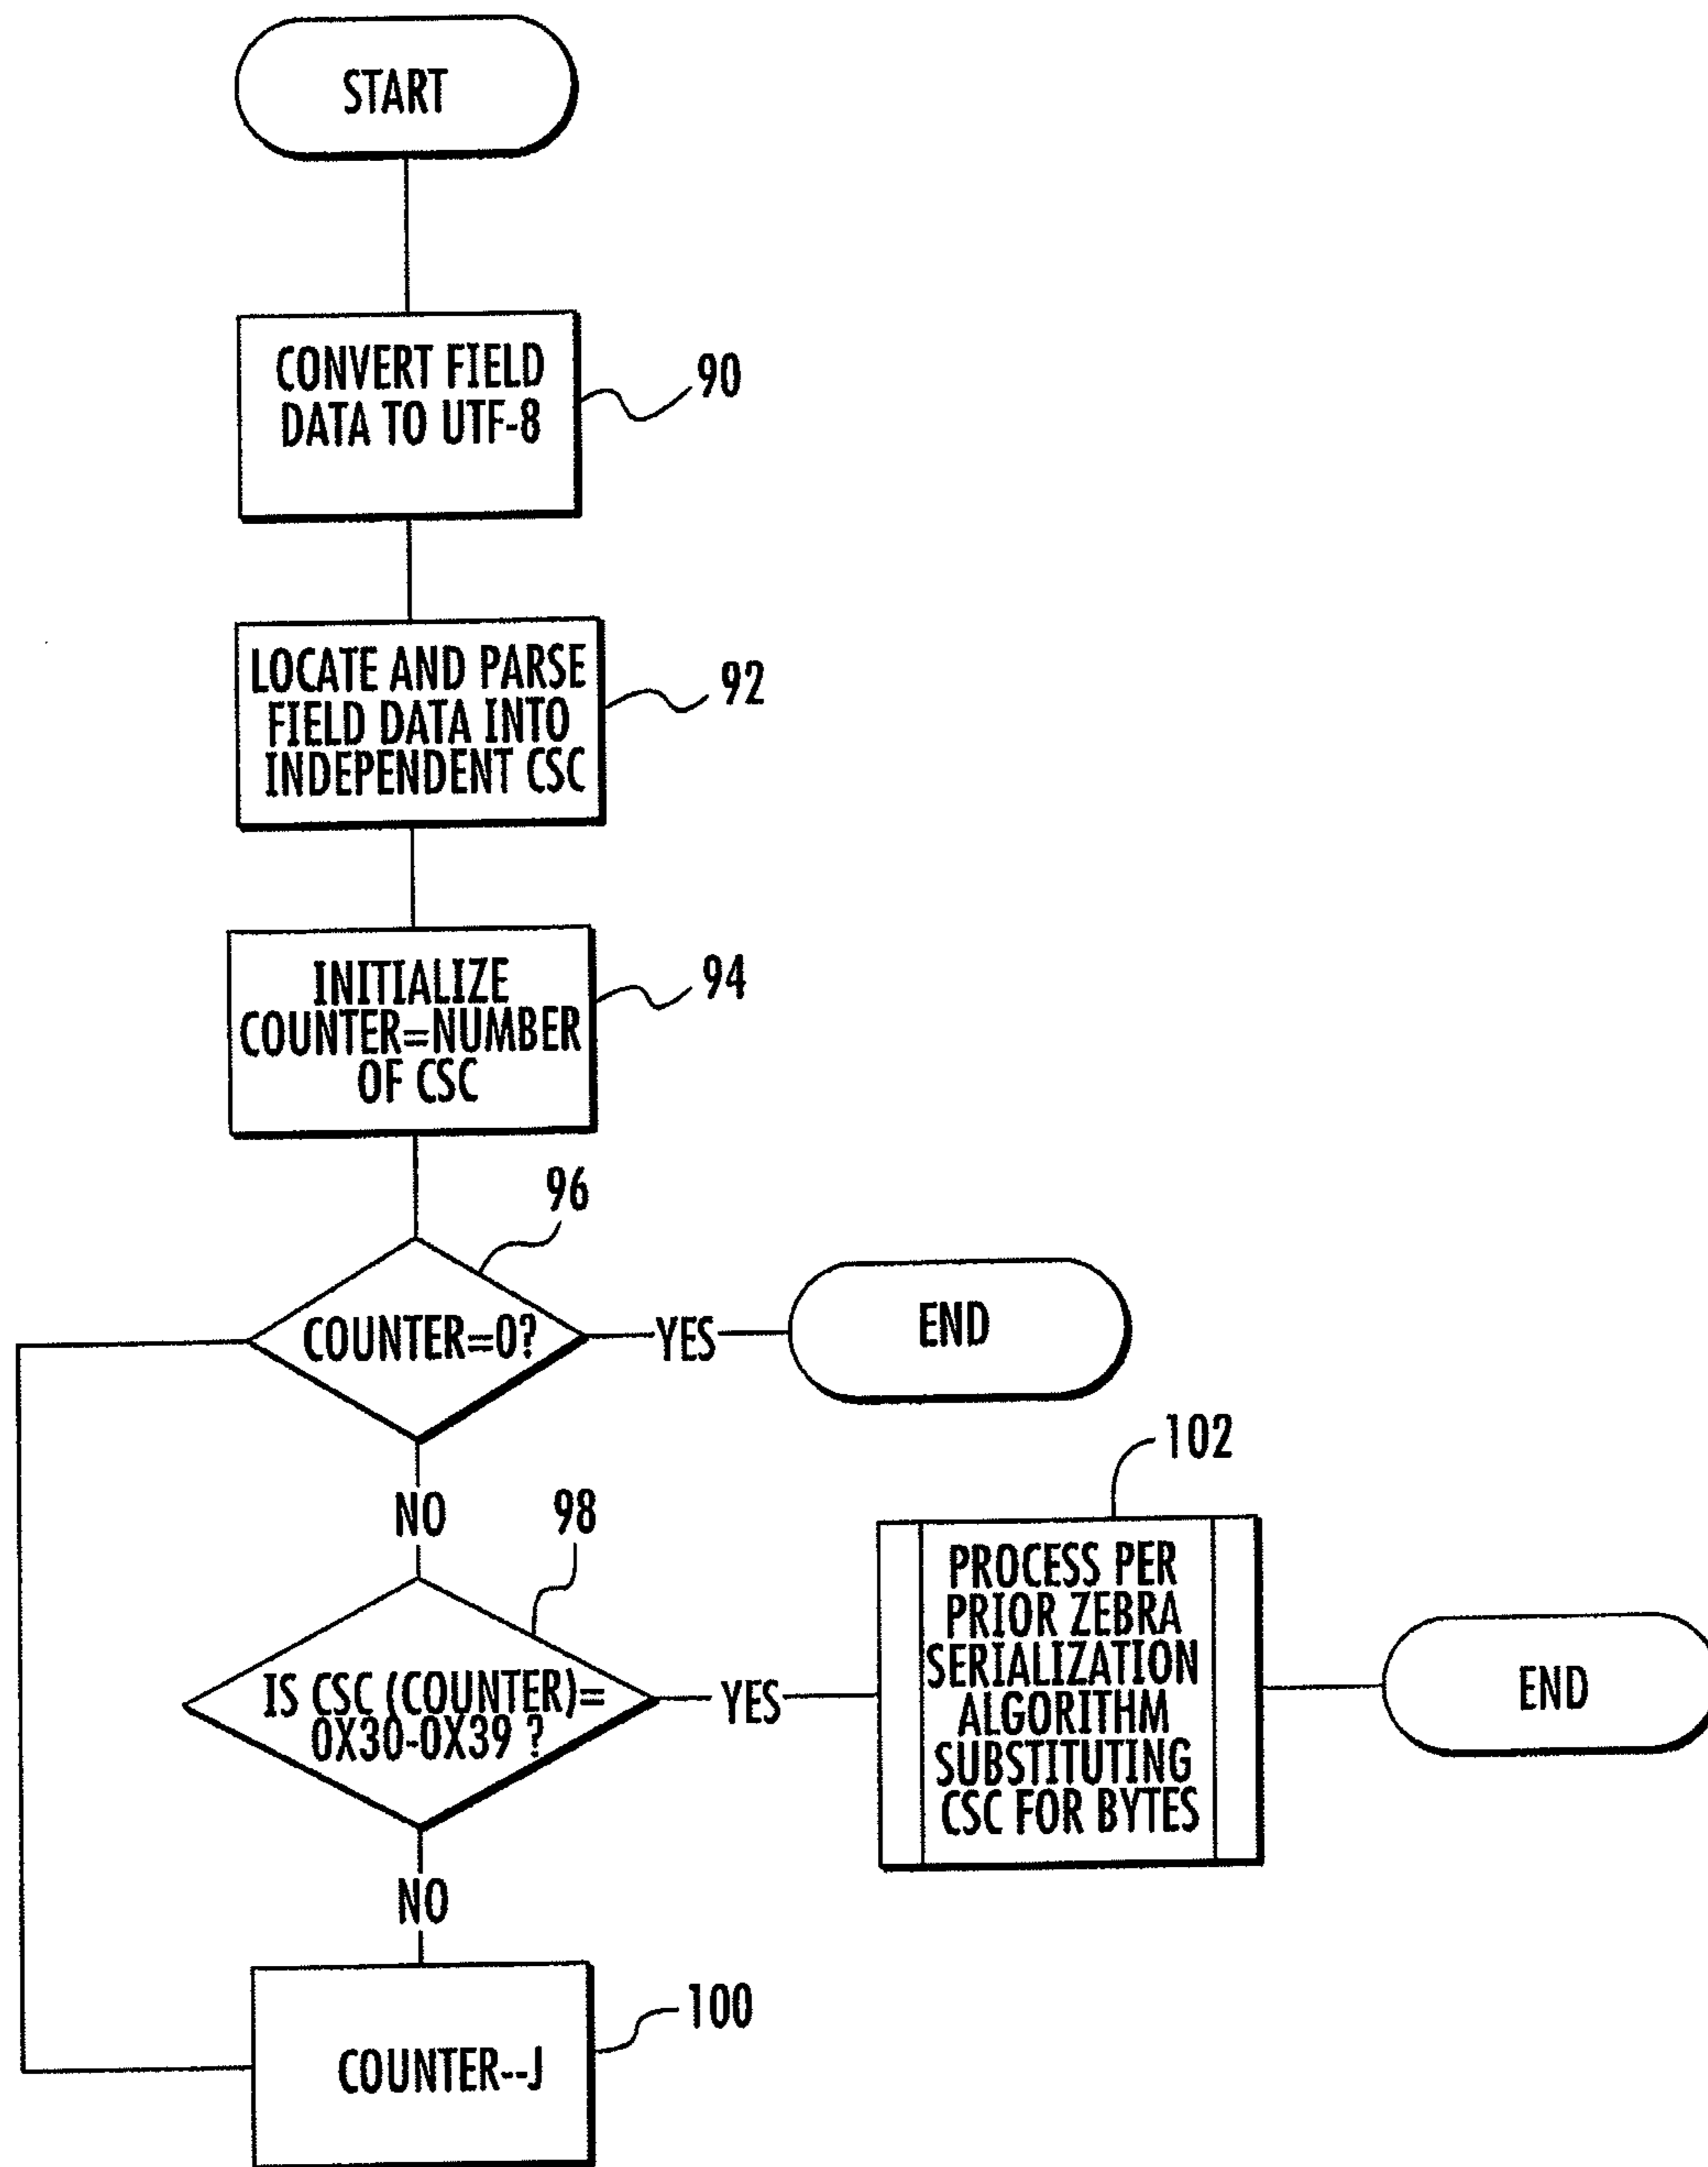 START
CONVERT FIELD
DATA TO UTF-8
90
LOCATE AND PARSE
FIELD DATA INTO
INDEPENDENT CSC
92
INITIALIZE
COUNTER=NUMBER
OF CSC
94
96
COUNTER=0?
YES
END
NO
98
IS CSC (COUNTER)=
0X30-0X39 ?
YES
102
PROCESS PER
PRIOR ZEBRA
SERIALIZATION
ALGORITHM
SUBSTITUTING
CSC FOR BYTES
END
NO
COUNTER--J
100